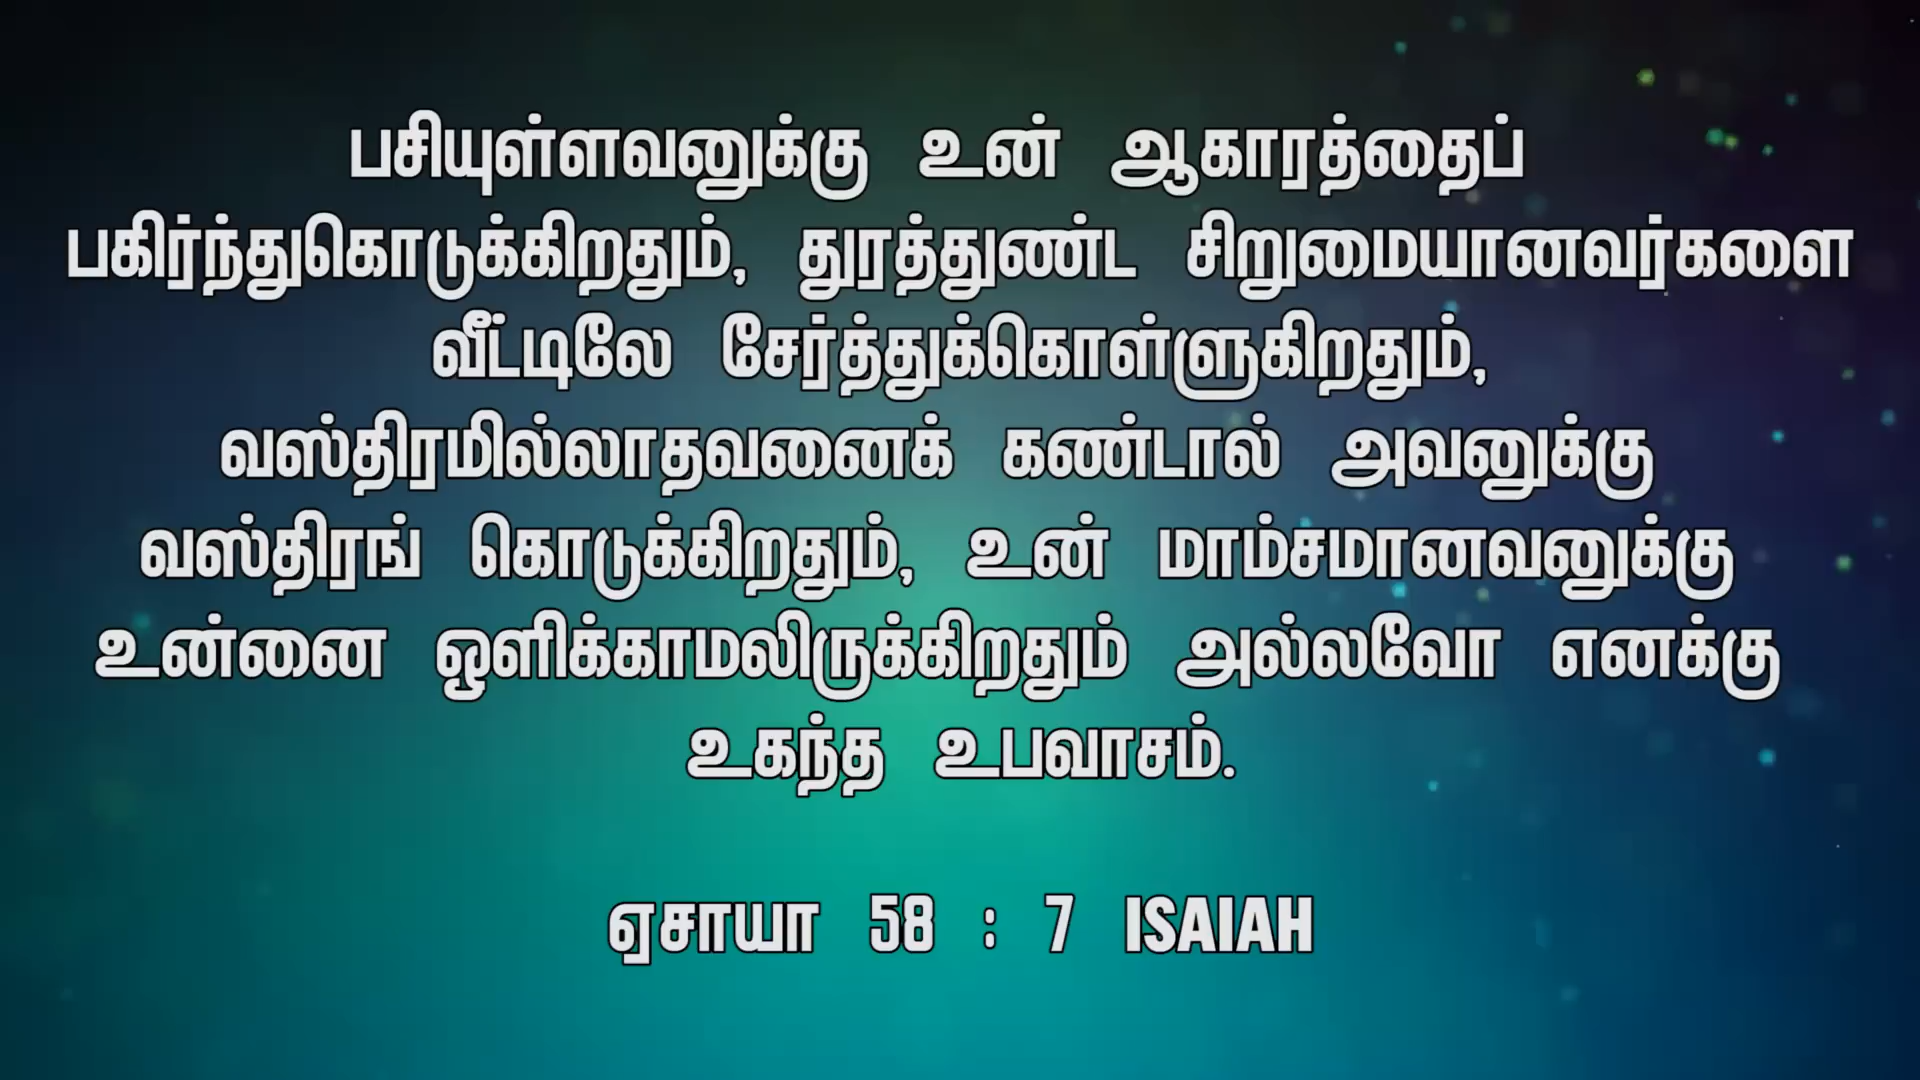 பசியுள்ளவனுக்கு உன் ஆகாரத்தைப்
பகிர்ந்துகொடுக்கிறதும், துரத்துண்ட சிறுமையானவர்களை
வீட்டிலே சேர்த்துக்கொள்ளுகிறதும்,
வஸ்திரமில்லாதவனைக் கண்டால் அவனுக்கு
வஸ்திரங் கொடுக்கிறதும், உன் மாம்சமானவனுக்கு
உன்னை ஒளிக்காமலிருக்கிறதும் அல்லவோ எனக்கு
உகந்த உபவாசம்.
ஏசாயா 58 : 7 ISAIAH